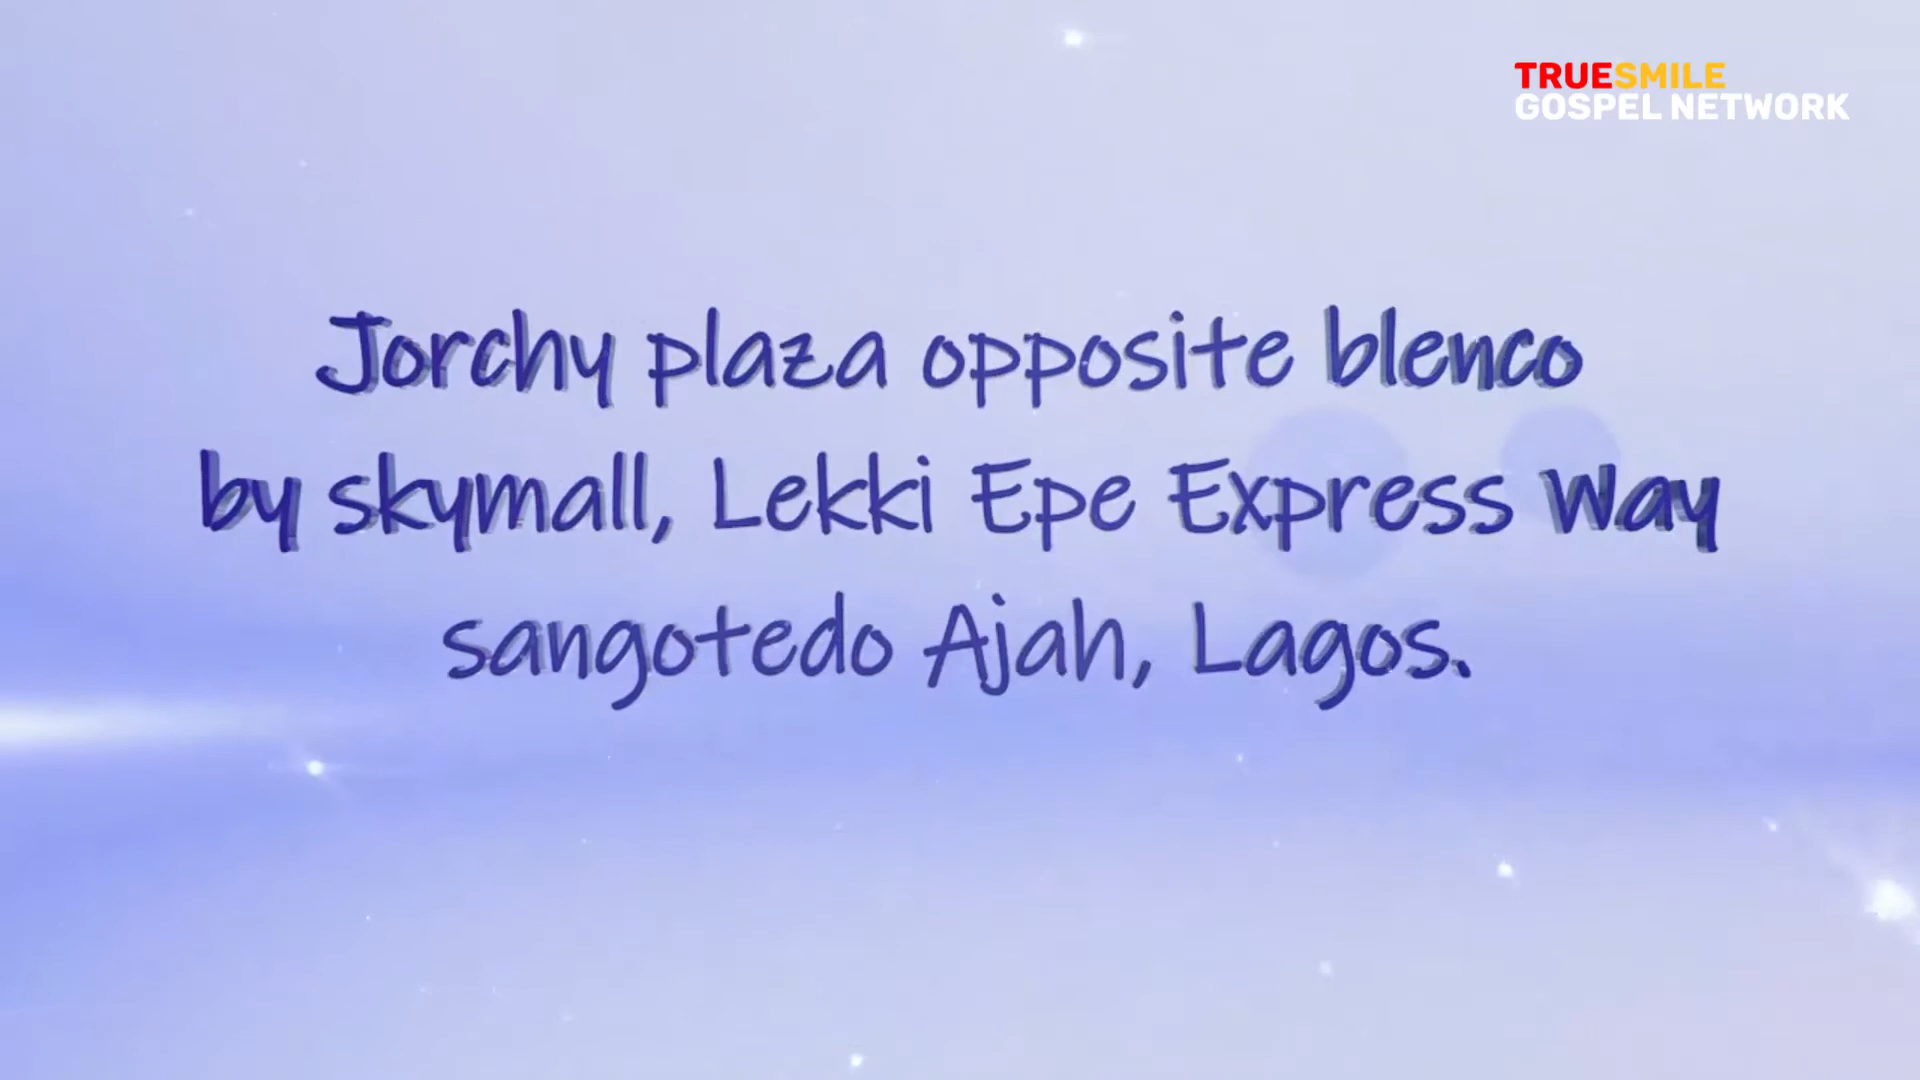 TRUESMILE
GOSPEL NETWORK
Jorchy plaza opposite blenco
by skymall, Lekki Epe Express Way
sangotedo Ajah, Lagos.